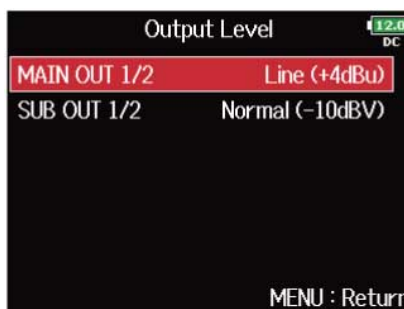 Output Level
12.0
DC
MAIN OUT 1/2 Line (+4dBu)
SUB OUT 1/2 Normal (-10dBV)
MENU : Return